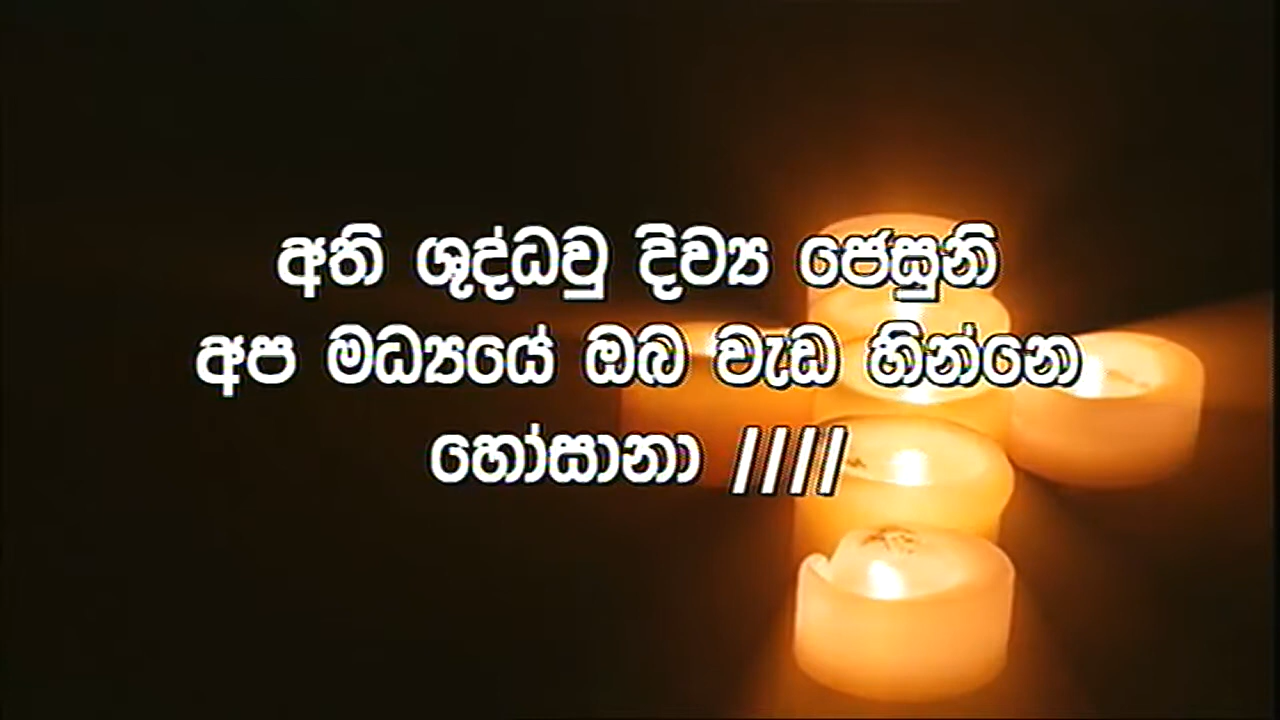 අති ශුද්ධවූ දිව්‍ය ජෙසුනි
අප මධ්‍යයේ ඔබ වැඩ හින්නෙ
හෝසානා ////